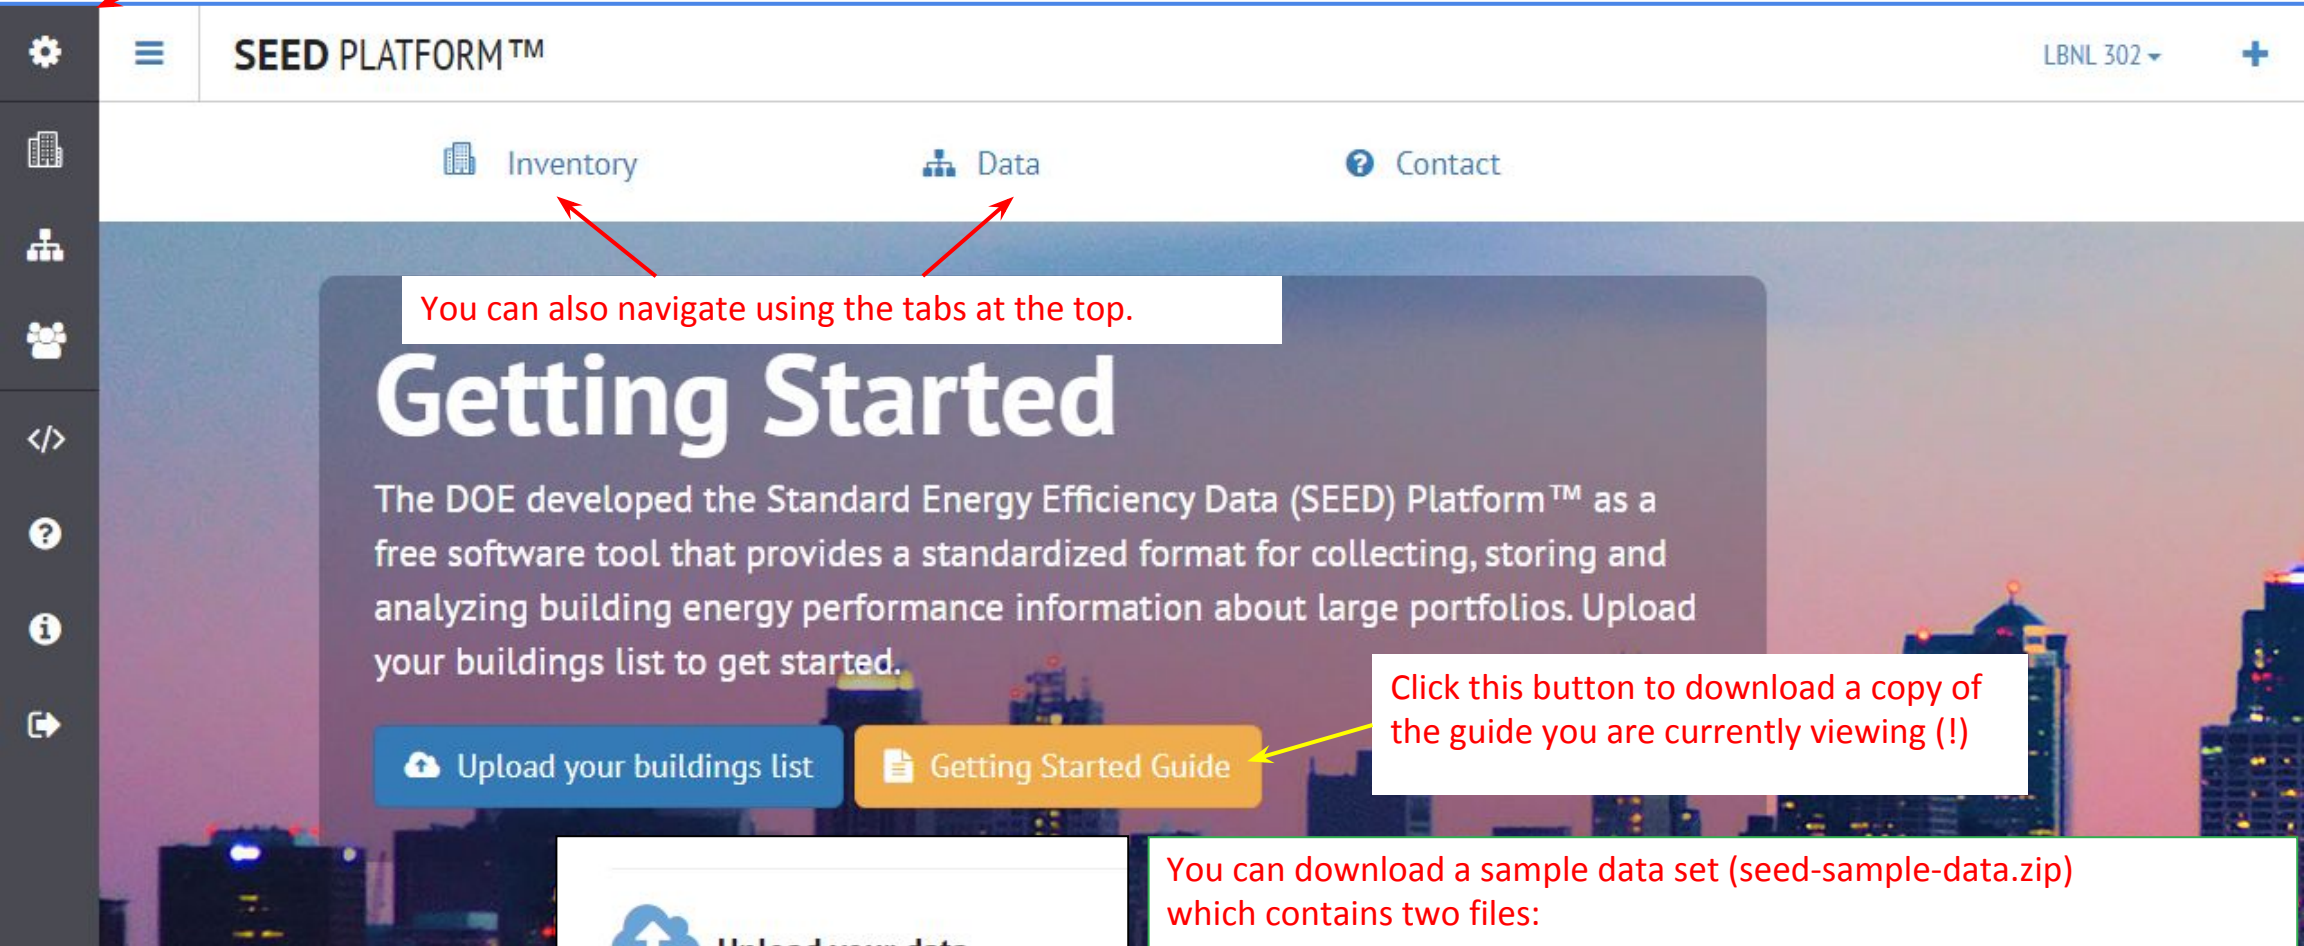 SEED PLATFORM™
LBNL 302
Inventory
Data
Contact
You can also navigate using the tabs at the top.
Getting Started
The DOE developed the Standard Energy Efficiency Data (SEED) Platform™ as a
free software tool that provides a standardized format for collecting, storing and
analyzing building energy performance information about large portfolios. Upload
your buildings list to get started.
Click this button to download a copy of
the guide you are currently viewing (!)
Upload your buildings list
Getting Started Guide
You can download a sample data set (seed-sample-data.zip)
which contains two files:
Upload your data